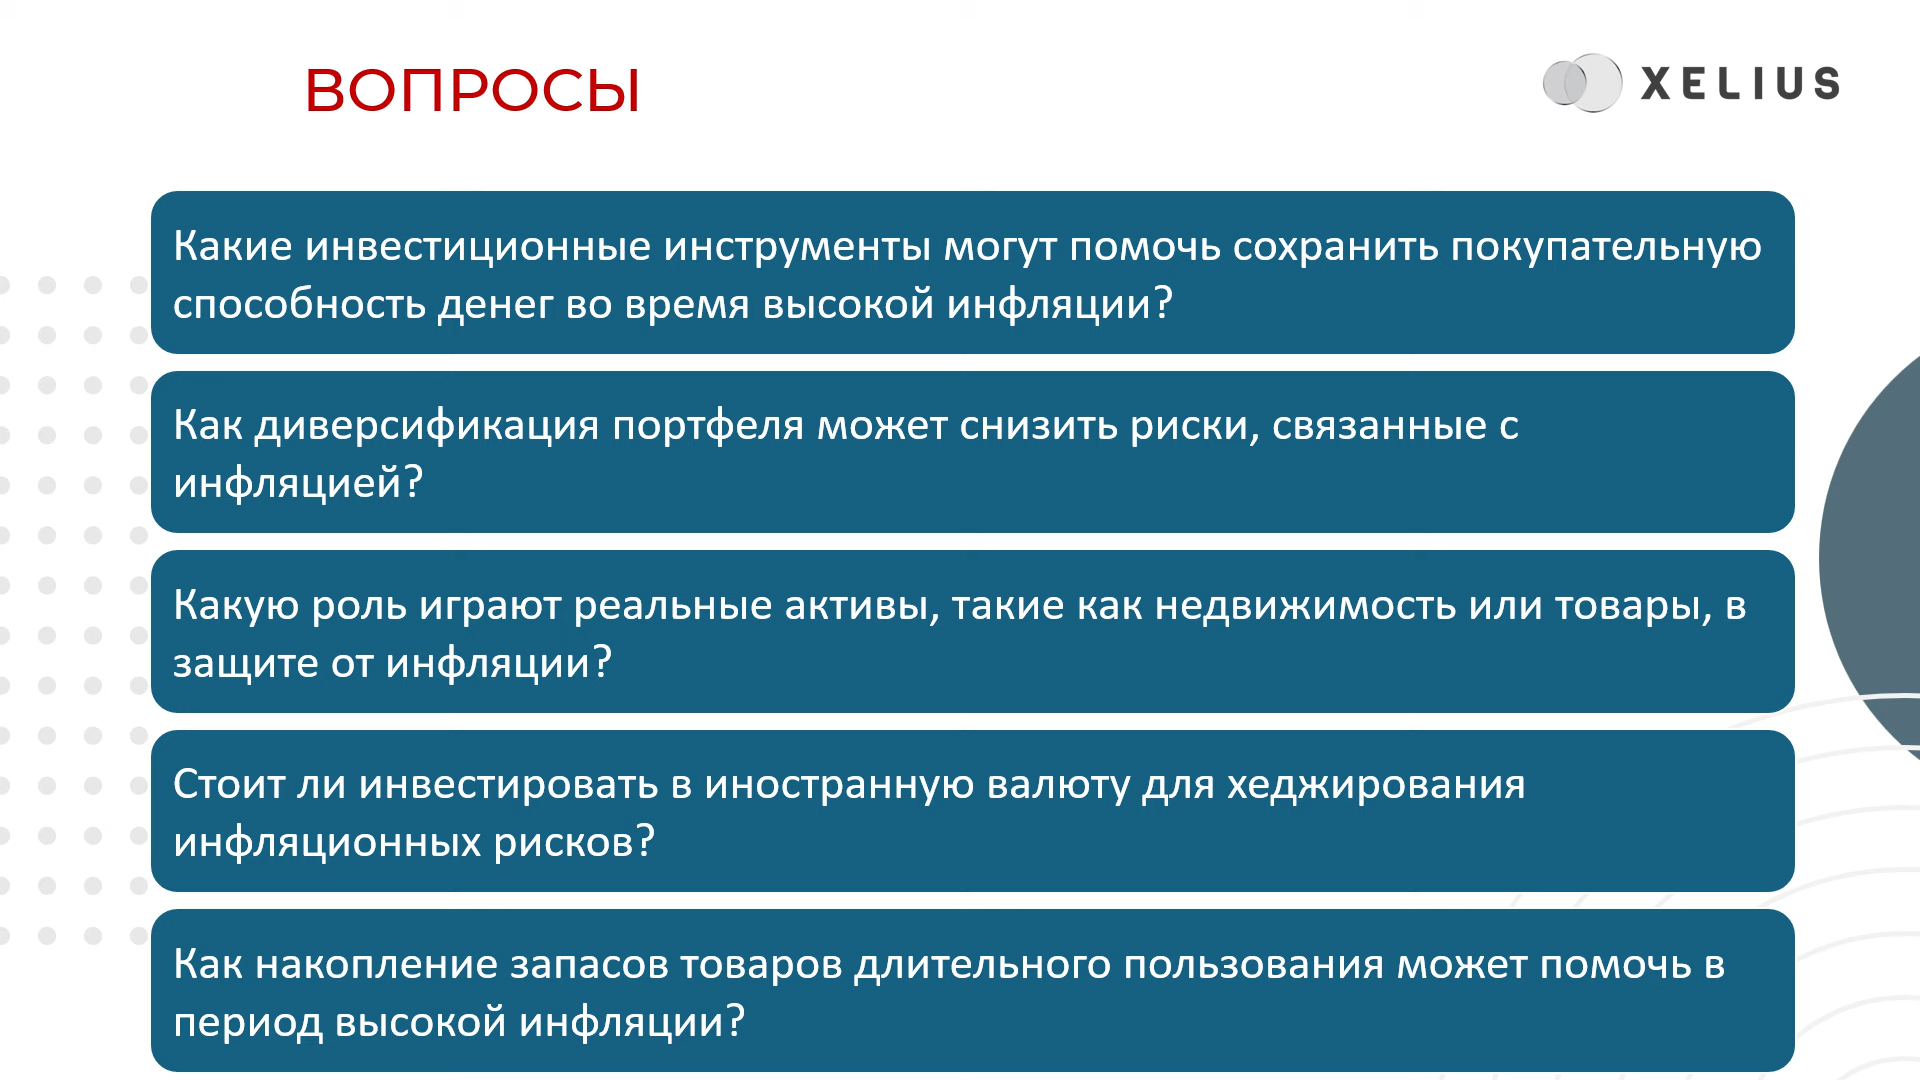 ВОПРОСЫ
XELIUS
Какие инвестиционные инструменты могут помочь сохранить покупательную
способность денег во время высокой инфляции?
Как диверсификация портфеля может снизить риски, связанные с
инфляцией?
Какую роль играют реальные активы, такие как недвижимость или товары, в
защите от инфляции?
Стоит ли инвестировать в иностранную валюту для хеджирования
инфляционных рисков?
Как накопление запасов товаров длительного пользования может помочь в
период высокой инфляции?